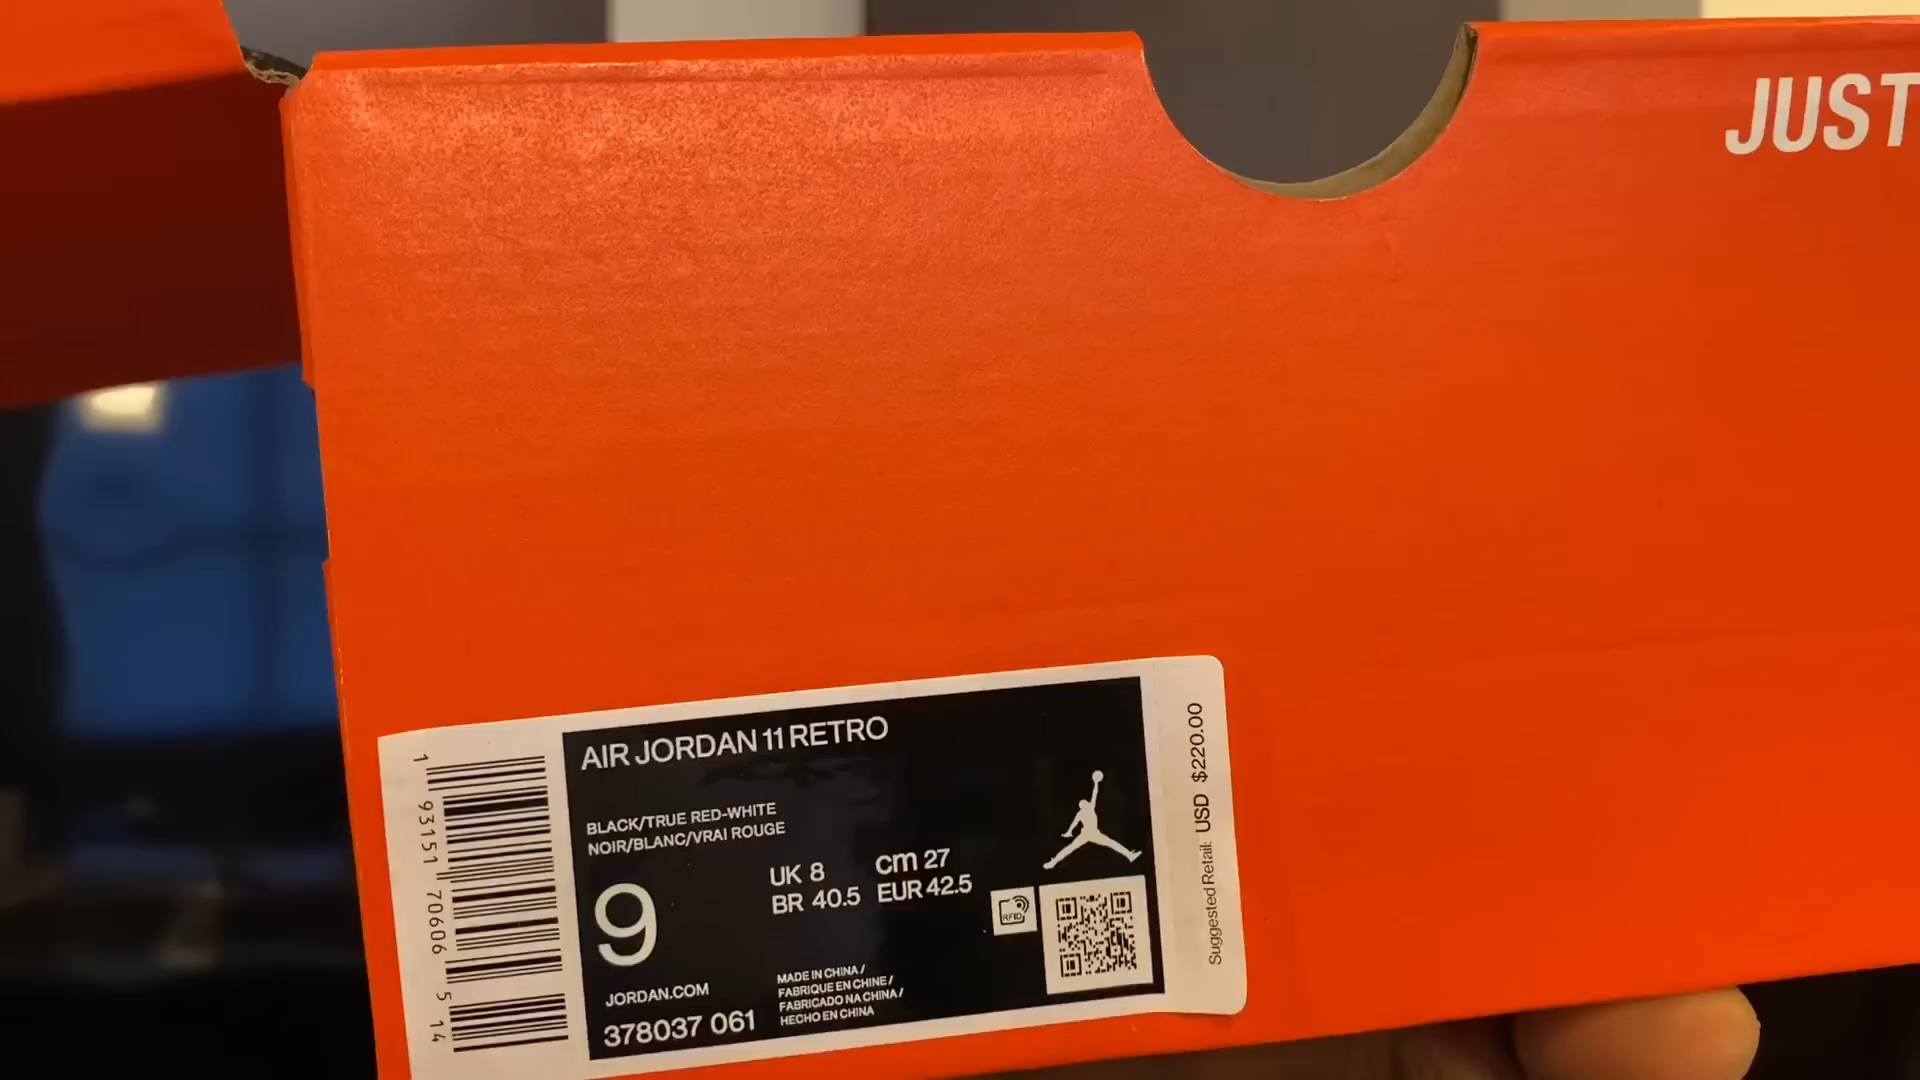 JUST
AIR JORDAN 11 RETRO
BLACK/TRUE RED-WHITE
NOIR/BLANC/VRAI ROUGE
9
UK 8
cm 27
BR 40.5
EUR 42.5
RFID
JORDAN.COM
378037 061
MADE IN CHINA /
FABRIQUE EN CHINE /
FABRICADO NA CHINA /
HECHO EN CHINA
1 93151 70606 5 14
Suggested Retail: USD $220.00